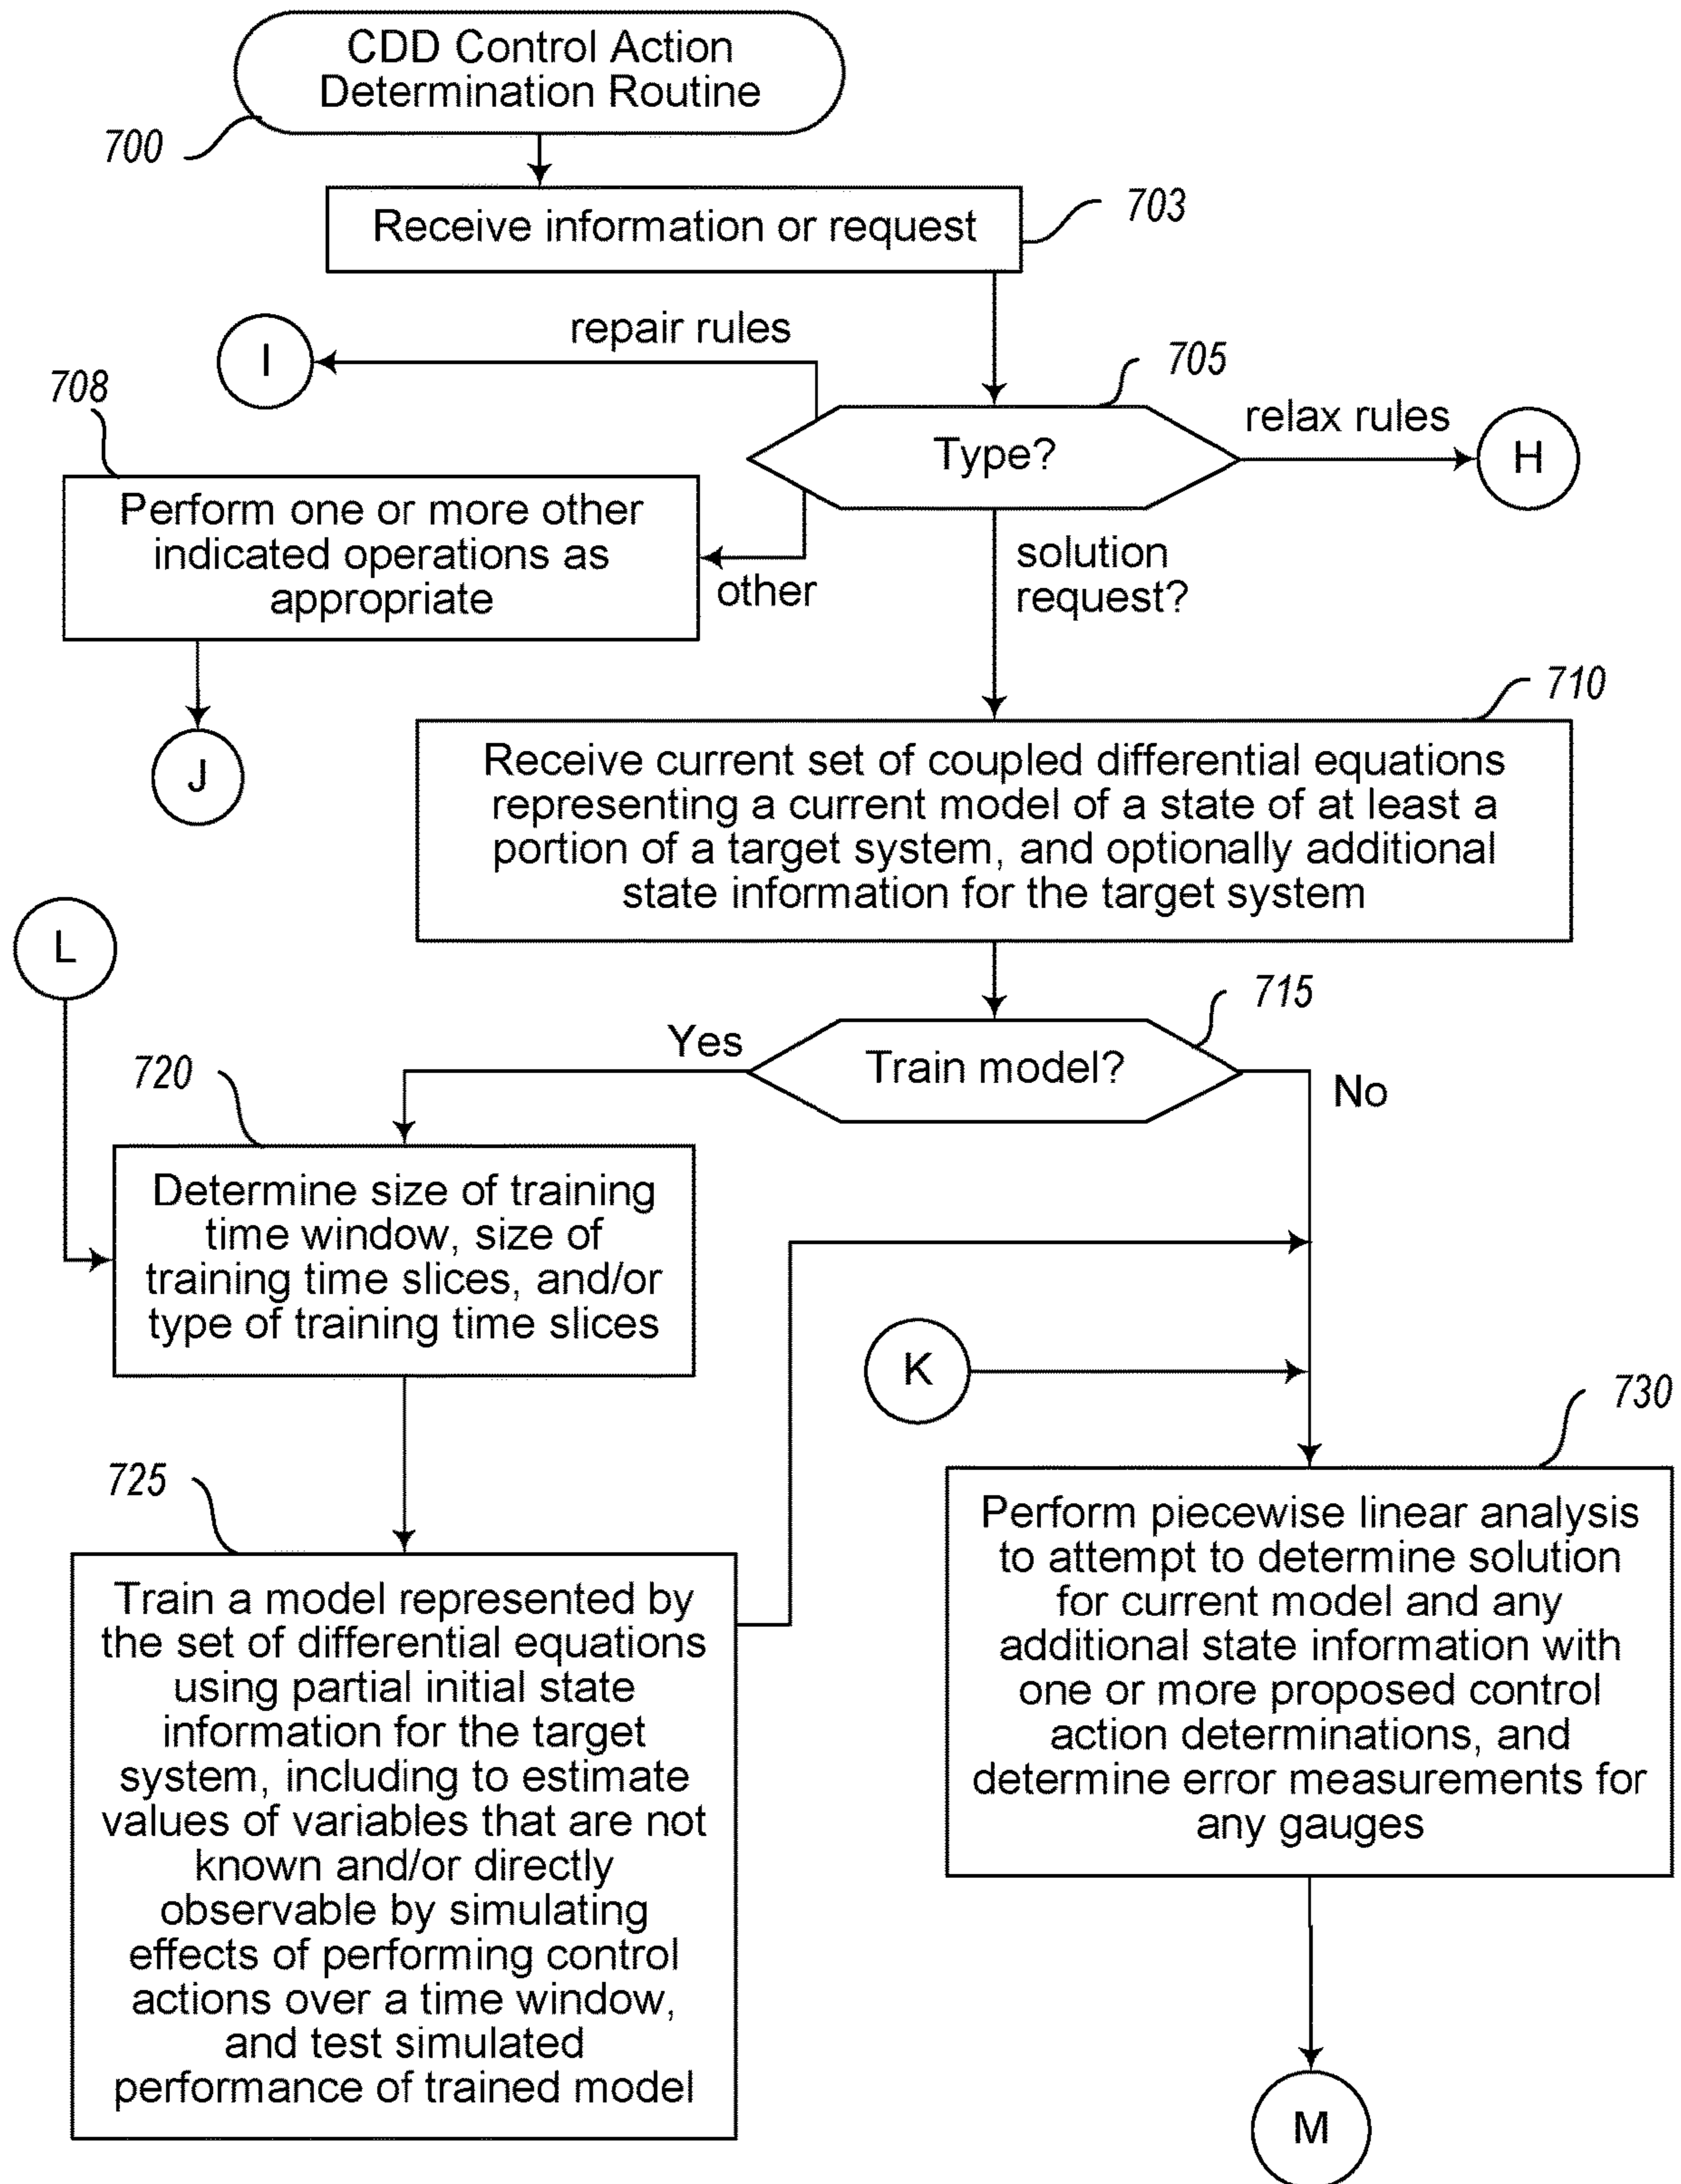 CDD Control Action
Determination Routine
700
Receive information or request
703
repair rules
I
705
708
Type?
relax rules
H
Perform one or more other
indicated operations as
appropriate
other
solution
request?
J
710
Receive current set of coupled differential equations
representing a current model of a state of at least a
portion of a target system, and optionally additional
state information for the target system
L
715
Train model?
Yes
No
720
Determine size of training
time window, size of
training time slices, and/or
type of training time slices
K
730
725
Train a model represented by
the set of differential equations
using partial initial state
information for the target
system, including to estimate
values of variables that are not
known and/or directly
observable by simulating
effects of performing control
actions over a time window,
and test simulated
performance of trained model
Perform piecewise linear analysis
to attempt to determine solution
for current model and any
additional state information with
one or more proposed control
action determinations, and
determine error measurements for
any gauges
M